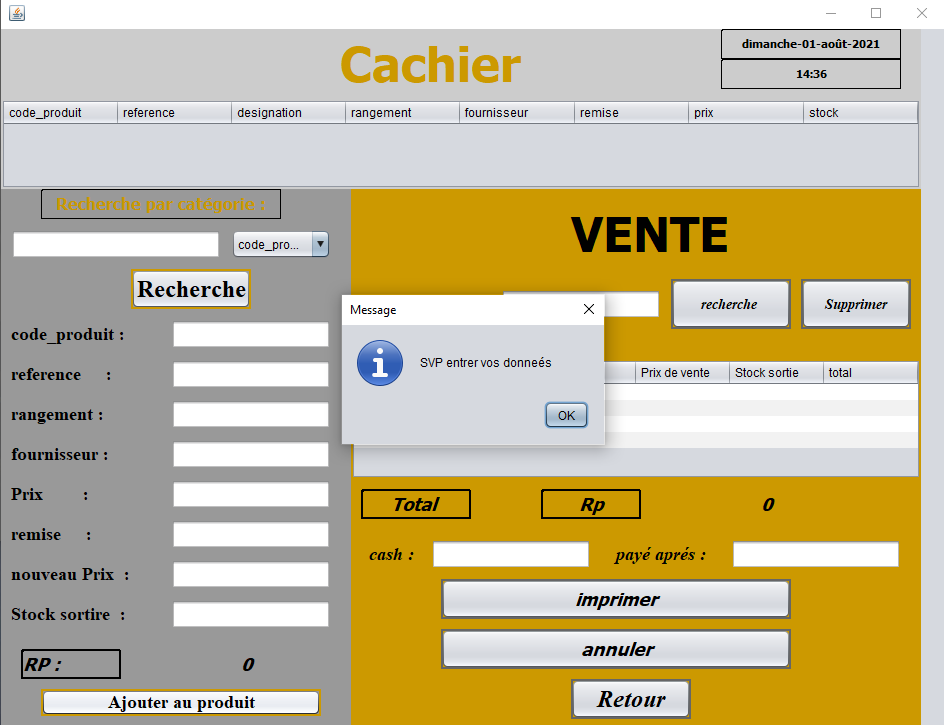 Cachier
dimanche-01-août-2021
14:36
code_produit reference designation rangement fournisseur remise prix stock
Recherche par catégorie :
code_pro...
Recherche
code_produit :
reference :
rangement :
fournisseur :
Prix :
remise :
nouveau Prix :
Stock sortire :
RP : 0
Ajouter au produit
VENTE
recherche Supprimer
Message
SVP entrer vos donneés
OK
Prix de vente Stock sortie total
Total Rp 0
cash : payé aprés :
imprimer
annuler
Retour